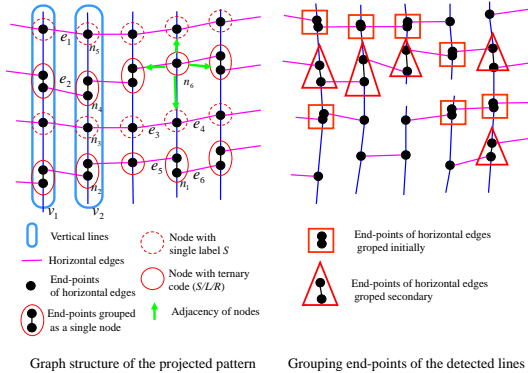 e1
n5
e2
n4
n6
n3
e3
e4
e5
n1
e6
n2
v1
v2
Vertical lines
Horizontal edges
End-points
of horizontal edges
End-points grouped
as a single node
Node with
single label S
Node with ternary
code (S/L/R)
Adjacency of nodes
Graph structure of the projected pattern
End-points of horizontal edges
groped initially
End-points of horizontal edges
groped secondary
Grouping end-points of the detected lines